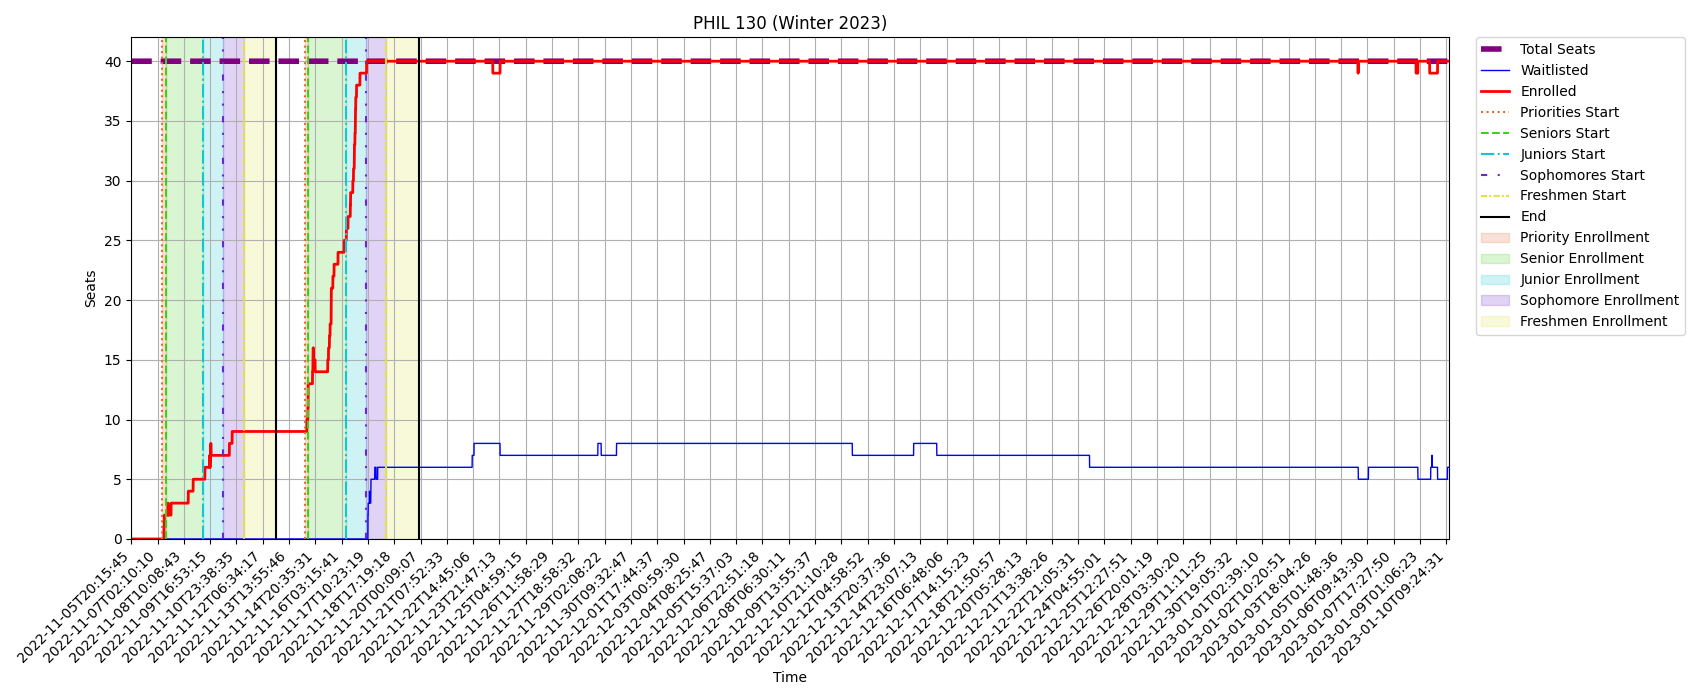 PHIL 130 (Winter 2023)
Seats
40
35
30
25
20
15
10
5
0
2022-11-05T20:15:45
2022-11-07T02:10:10
2022-11-08T10:08:43
2022-11-09T16:53:15
2022-11-10T23:38:35
2022-11-12T06:34:17
2022-11-13T13:55:46
2022-11-14T20:35:31
2022-11-16T03:15:41
2022-11-17T10:23:19
2022-11-18T17:19:18
2022-11-20T00:09:07
2022-11-21T07:52:33
2022-11-22T14:45:06
2022-11-23T21:47:13
2022-11-25T04:59:15
2022-11-26T11:58:29
2022-11-27T18:58:32
2022-11-29T02:08:22
2022-11-30T09:32:47
2022-12-01T17:44:37
2022-12-03T00:59:30
2022-12-04T08:25:47
2022-12-05T15:37:03
2022-12-06T22:51:18
2022-12-08T06:30:11
2022-12-09T13:55:37
2022-12-10T21:10:28
2022-12-12T04:58:52
2022-12-13T20:37:36
2022-12-14T23:07:13
2022-12-16T06:48:06
2022-12-17T14:15:23
2022-12-18T21:50:57
2022-12-20T05:28:13
2022-12-21T13:38:26
2022-12-22T21:05:31
2022-12-24T04:55:01
2022-12-25T12:27:51
2022-12-26T20:01:19
2022-12-28T03:30:20
2022-12-29T11:11:25
2022-12-30T19:05:32
2023-01-01T02:39:10
2023-01-02T10:20:51
2023-01-03T18:04:26
2023-01-05T01:48:36
2023-01-06T09:43:30
2023-01-07T17:27:50
2023-01-09T01:06:23
2023-01-10T09:24:31
Time
Total Seats
Waitlisted
Enrolled
Priorities Start
Seniors Start
Juniors Start
Sophomores Start
Freshmen Start
End
Priority Enrollment
Senior Enrollment
Junior Enrollment
Sophomore Enrollment
Freshmen Enrollment